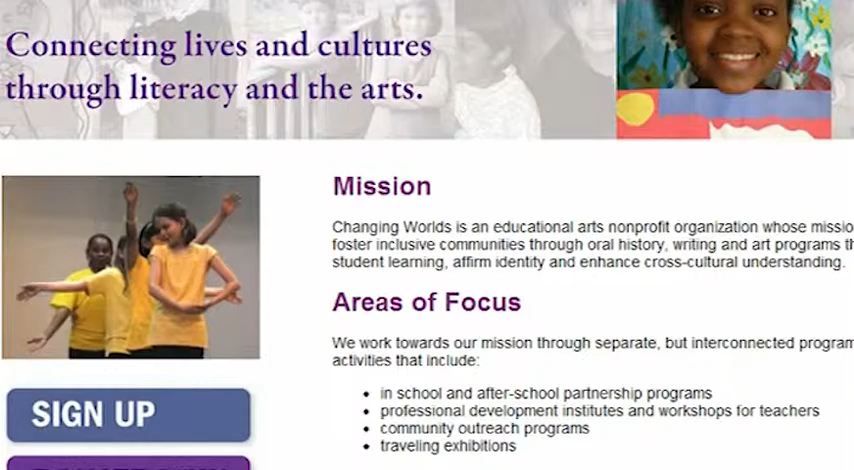 Connecting lives and cultures
through literacy and the arts.
Mission
Changing Worlds is an educational arts nonprofit organization whose
foster inclusive communities through oral history, writing and art programs
student learning, affirm identity and enhance cross-cultural understanding.
Areas of Focus
We work towards our mission through separate, but interconnected
activities that include:
in school and after-school partnership programs
professional development institutes and workshops for teachers
community outreach programs
traveling exhibitions
SIGN UP